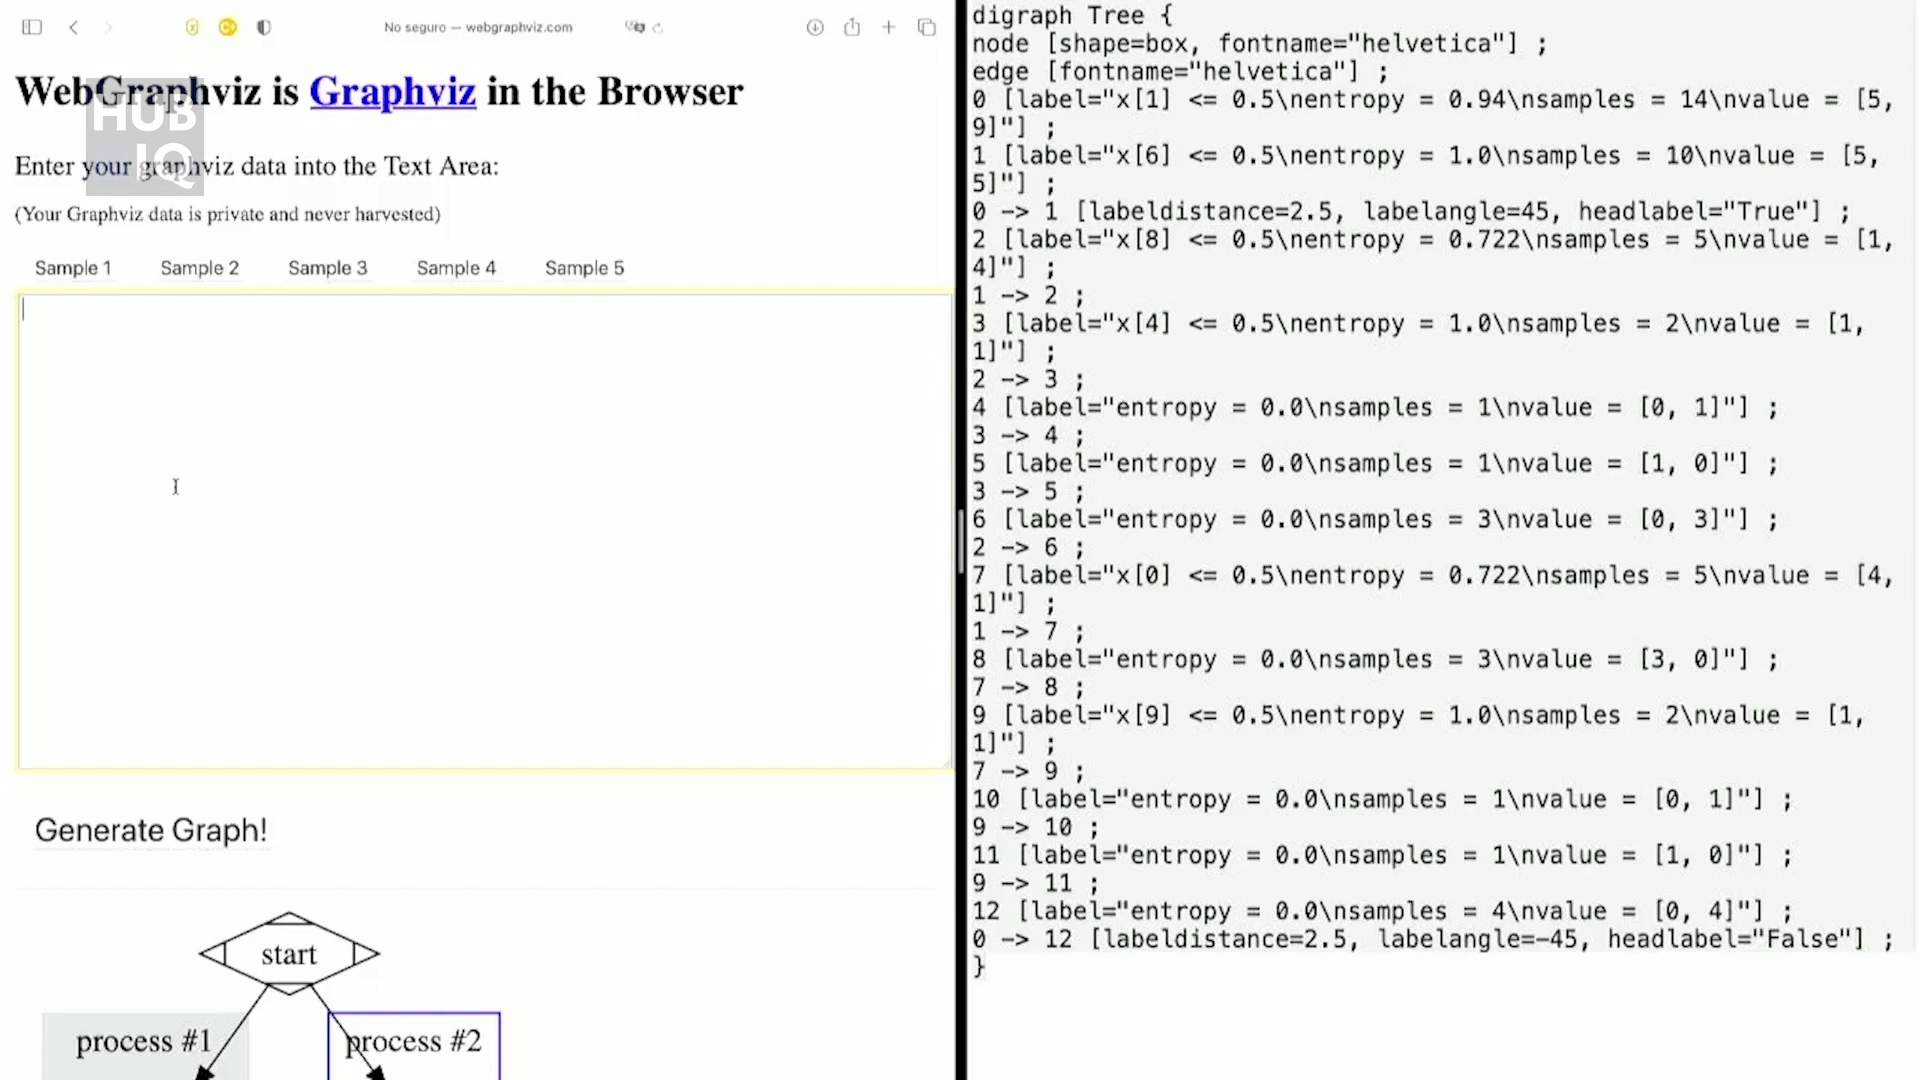 No seguro — webgraphviz.com
WebGraphviz is Graphviz in the Browser
HUB
IQ
Enter your graphviz data into the Text Area:
(Your Graphviz data is private and never harvested)
Sample 1 Sample 2 Sample 3 Sample 4 Sample 5
Generate Graph!
start
process #1 process #2
digraph Tree {
node [shape=box, fontname="helvetica"] ;
edge [fontname="helvetica"] ;
0 [label="x[1] <= 0.5\nentropy = 0.94\nsamples = 14\nvalue = [5,
9]"] ;
1 [label="x[6] <= 0.5\nentropy = 1.0\nsamples = 10\nvalue = [5,
5]"] ;
0 -> 1 [labeldistance=2.5, labelangle=45, headlabel="True"] ;
2 [label="x[8] <= 0.5\nentropy = 0.722\nsamples = 5\nvalue = [1,
4]"] ;
1 -> 2 ;
3 [label="x[4] <= 0.5\nentropy = 1.0\nsamples = 2\nvalue = [1,
1]"] ;
2 -> 3 ;
4 [label="entropy = 0.0\nsamples = 1\nvalue = [0, 1]"] ;
3 -> 4 ;
5 [label="entropy = 0.0\nsamples = 1\nvalue = [1, 0]"] ;
3 -> 5 ;
6 [label="entropy = 0.0\nsamples = 3\nvalue = [0, 3]"] ;
2 -> 6 ;
7 [label="x[0] <= 0.5\nentropy = 0.722\nsamples = 5\nvalue = [4,
1]"] ;
1 -> 7 ;
8 [label="entropy = 0.0\nsamples = 3\nvalue = [3, 0]"] ;
7 -> 8 ;
9 [label="x[9] <= 0.5\nentropy = 1.0\nsamples = 2\nvalue = [1,
1]"] ;
7 -> 9 ;
10 [label="entropy = 0.0\nsamples = 1\nvalue = [0, 1]"] ;
9 -> 10 ;
11 [label="entropy = 0.0\nsamples = 1\nvalue = [1, 0]"] ;
9 -> 11 ;
12 [label="entropy = 0.0\nsamples = 4\nvalue = [0, 4]"] ;
0 -> 12 [labeldistance=2.5, labelangle=-45, headlabel="False"] ;
}